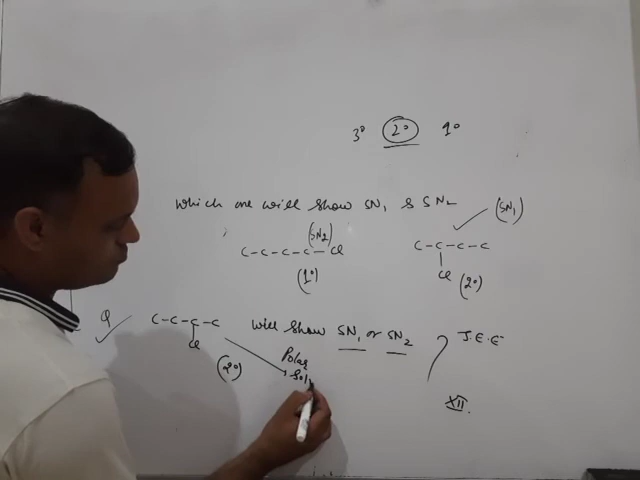 3° 2° 1°
Which one will show SN1 & SN2
(SN2) (SN1)
C-C-C-C-C-Cl C-C-C-C
Cl
(1°) (2°)
Q C-C-C-C Will show SN1 or SN2 ? J.E.E
Cl
(2°) Polar
Sol
XII.